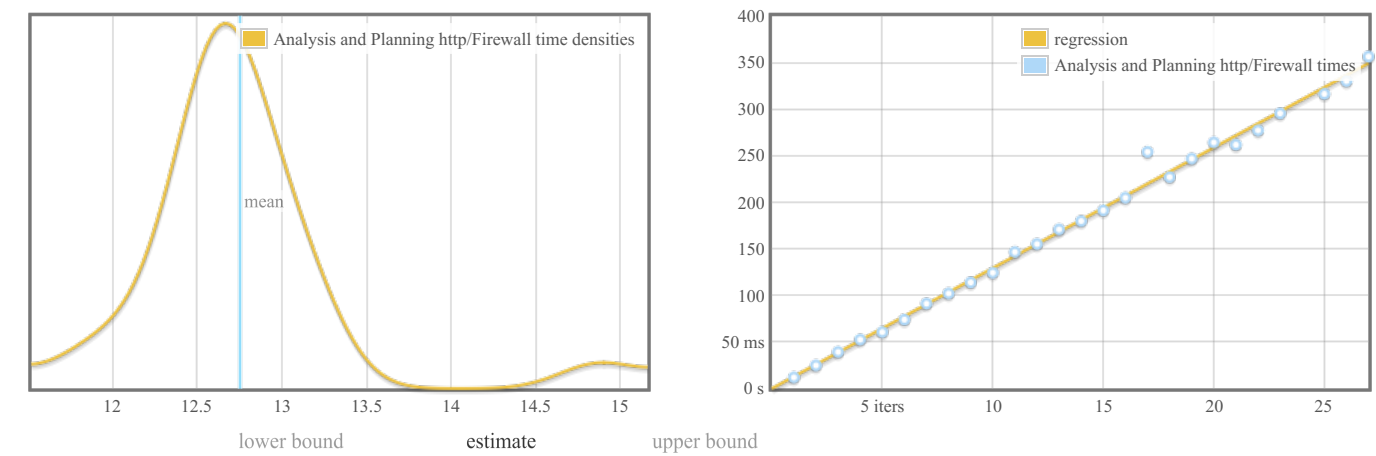 Analysis and Planning http/Firewall time densities
mean
12 12.5 13 13.5 14 14.5 15
400
350
300
250
200
150
100
50 ms
0 s
regression
Analysis and Planning http/Firewall times
5 iters 10 15 20 25
lower bound estimate upper bound